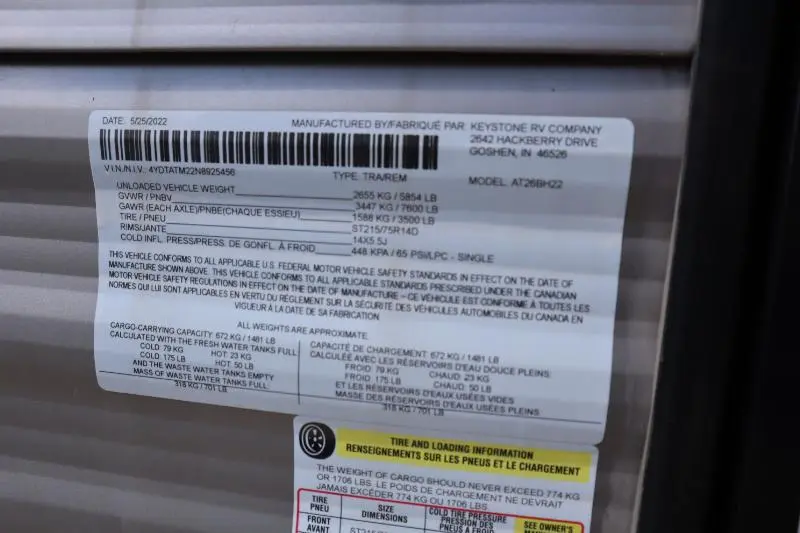 DATE: 5/25/2022 MANUFACTURED BY/FABRIQUÉ PAR: KEYSTONE RV COMPANY
2642 HACKBERRY DRIVE
GOSHEN, IN 46526
V.I.N./N.I.V.: 4YDTATM22N8925456 TYPE: TRA/REM MODEL: AT26BH22
UNLOADED VEHICLE WEIGHT 2655 KG / 5854 LB
GVWR / PNBV 3447 KG / 7600 LB
GAWR (EACH AXLE)/PNBE(CHAQUE ESSIEU) 1588 KG / 3500 LB
TIRE / PNEU ST215/75R14D
RIMS/JANTE 14X5.5J
COLD INFL. PRESS/PRESS. DE GONFL. À FROID 448 KPA / 65 PSI/LPC - SINGLE
THIS VEHICLE CONFORMS TO ALL APPLICABLE U.S. FEDERAL MOTOR VEHICLE SAFETY STANDARDS IN EFFECT ON THE DATE OF
MANUFACTURE SHOWN ABOVE. THIS VEHICLE CONFORMS TO ALL APPLICABLE STANDARDS PRESCRIBED UNDER THE CANADIAN
MOTOR VEHICLE SAFETY REGULATIONS IN EFFECT ON THE DATE OF MANUFACTURE – CE VÉHICULE EST CONFORME À TOUTES LES
NORMES QUI LUI SONT APPLICABLES EN VERTU DU RÈGLEMENT SUR LA SÉCURITÉ DES VÉHICULES AUTOMOBILES DU CANADA EN
VIGUEUR À LA DATE DE SA FABRICATION
ALL WEIGHTS ARE APPROXIMATE.
CARGO-CARRYING CAPACITY: 672 KG / 1481 LB
CALCULATED WITH THE FRESH WATER TANKS FULL
COLD: 79 KG HOT: 23 KG
COLD: 175 LB HOT: 50 LB
AND THE WASTE WATER TANKS EMPTY
MASS OF WASTE WATER TANKS FULL:
318 KG / 701 LB
CAPACITÉ DE CHARGEMENT: 672 KG / 1481 LB
CALCULÉE AVEC LES RÉSERVOIRS D'EAU DOUCE PLEINS
FROID: 79 KG CHAUD: 23 KG
FROID: 175 LB CHAUD: 50 LB
ET LES RÉSERVOIRS D'EAUX USÉES VIDES
MASSE DES RÉSERVOIRS D'EAUX USÉES PLEINS:
318 KG / 701 LB
TIRE AND LOADING INFORMATION
RENSEIGNEMENTS SUR LES PNEUS ET LE CHARGEMENT
THE WEIGHT OF CARGO SHOULD NEVER EXCEED 774 KG
OR 1706 LBS. LE POIDS DE CHARGEMENT NE DEVRAIT
JAMAIS EXCÉDER 774 KG OU 1706 LBS.
TIRE
PNEU
SIZE
DIMENSIONS
COLD TIRE PRESSURE
PRESSION DES
PNEUS À FROID
SEE OWNER'S
FRONT
AVANT